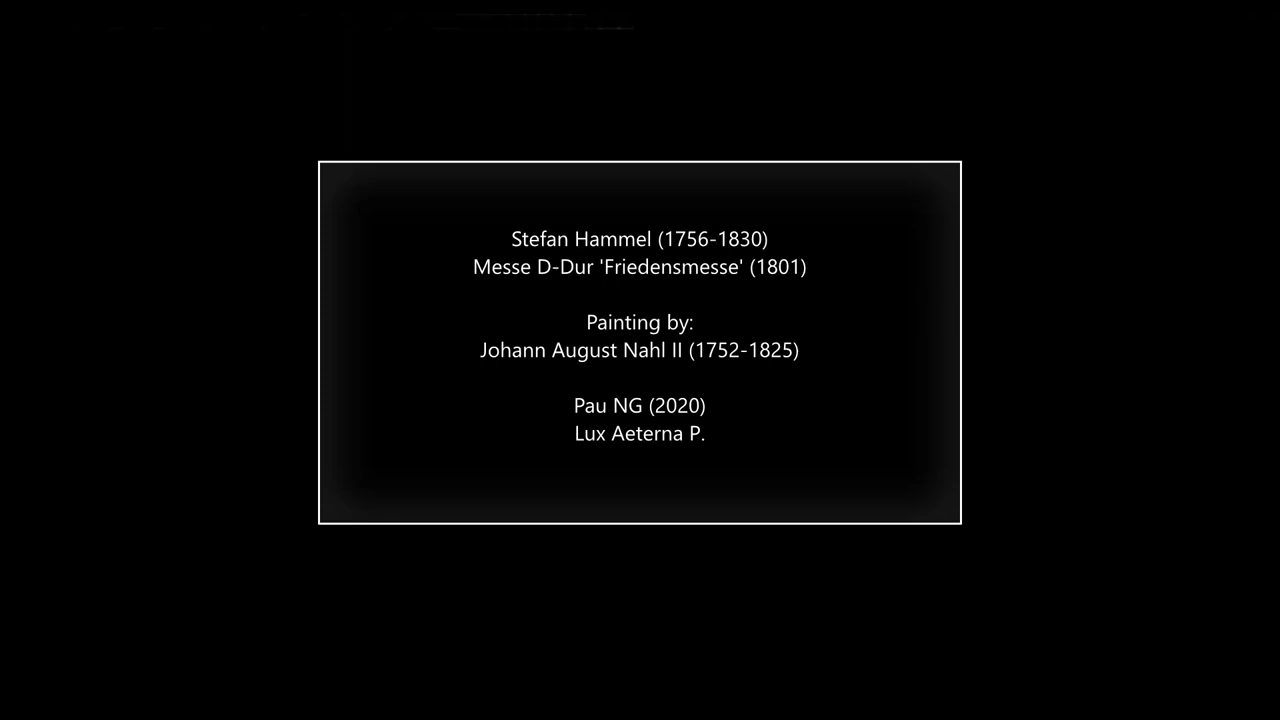 Stefan Hammel (1756-1830)
Messe D-Dur 'Friedensmesse' (1801)
Painting by:
Johann August Nahl II (1752-1825)
Pau NG (2020)
Lux Aeterna P.